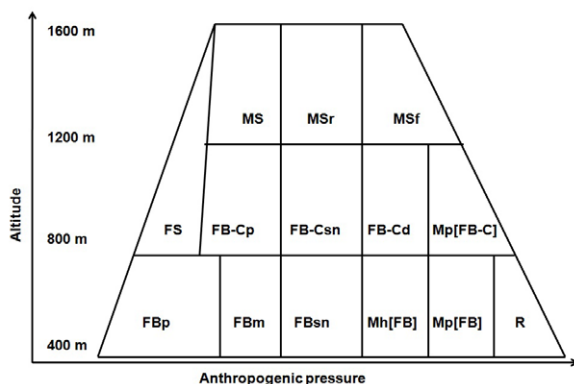 1600 m
MS MSr MSf
1200 m
Altitude
FS FB-Cp FB-Csn FB-Cd Mp[FB-C]
800 m
FBp FBm FBsn Mh[FB] Mp[FB] R
400 m
Anthropogenic pressure